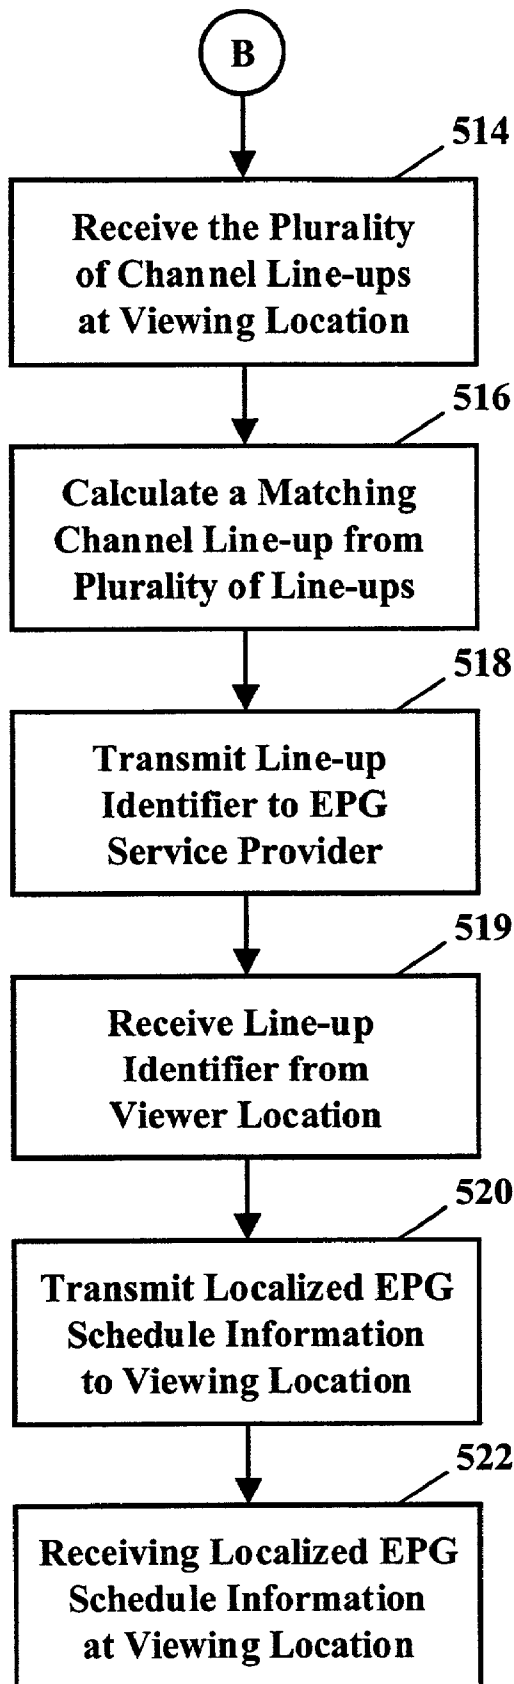 B
514
Receive the Plurality
of Channel Line-ups
at Viewing Location
516
Calculate a Matching
Channel Line-up from
Plurality of Line-ups
518
Transmit Line-up
Identifier to EPG
Service Provider
519
Receive Line-up
Identifier from
Viewer Location
520
Transmit Localized EPG
Schedule Information
to Viewing Location
522
Receiving Localized EPG
Schedule Information
at Viewing Location